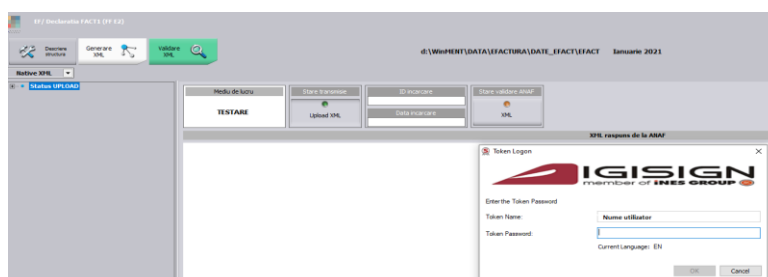 EF/ Declaratie FACT1 (FF E2)
Descriere structura
Generare XML
Validare XML
d:\WinMENT\DATA\EFACTURA\DATE_EFACT\EFACT Ianuarie 2021
Native XML
Status UPLOAD
Mediu de lucru
TESTARE
Stare transmitere
Upload XML
ID incarcare
Data incarcare
Stare validare ANAF
XML
XML raspuns de la ANAF
Token Logon
DIGISIGN
member of iNES GROUP
Enter the Token Password
Token Name: Nume utilizator
Token Password:
Current Language: EN
OK Cancel